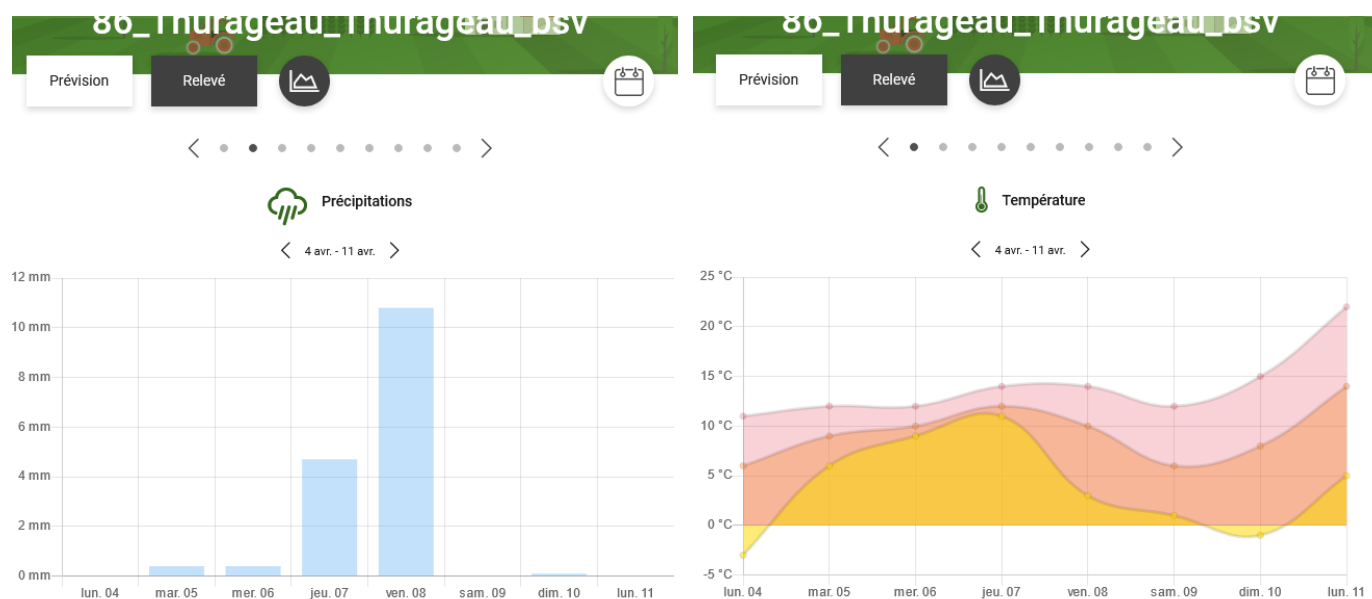 86_Thurageau_Thurageau_bsv
Prévision
Relevé
Précipitations
4 avr. - 11 avr.
12 mm
10 mm
8 mm
6 mm
4 mm
2 mm
0 mm
lun. 04 mar. 05 mer. 06 jeu. 07 ven. 08 sam. 09 dim. 10 lun. 11
86_Thurageau_Thurageau_bsv
Prévision
Relevé
Température
4 avr. - 11 avr.
25 °C
20 °C
15 °C
10 °C
5 °C
0 °C
-5 °C
lun. 04 mar. 05 mer. 06 jeu. 07 ven. 08 sam. 09 dim. 10 lun. 11